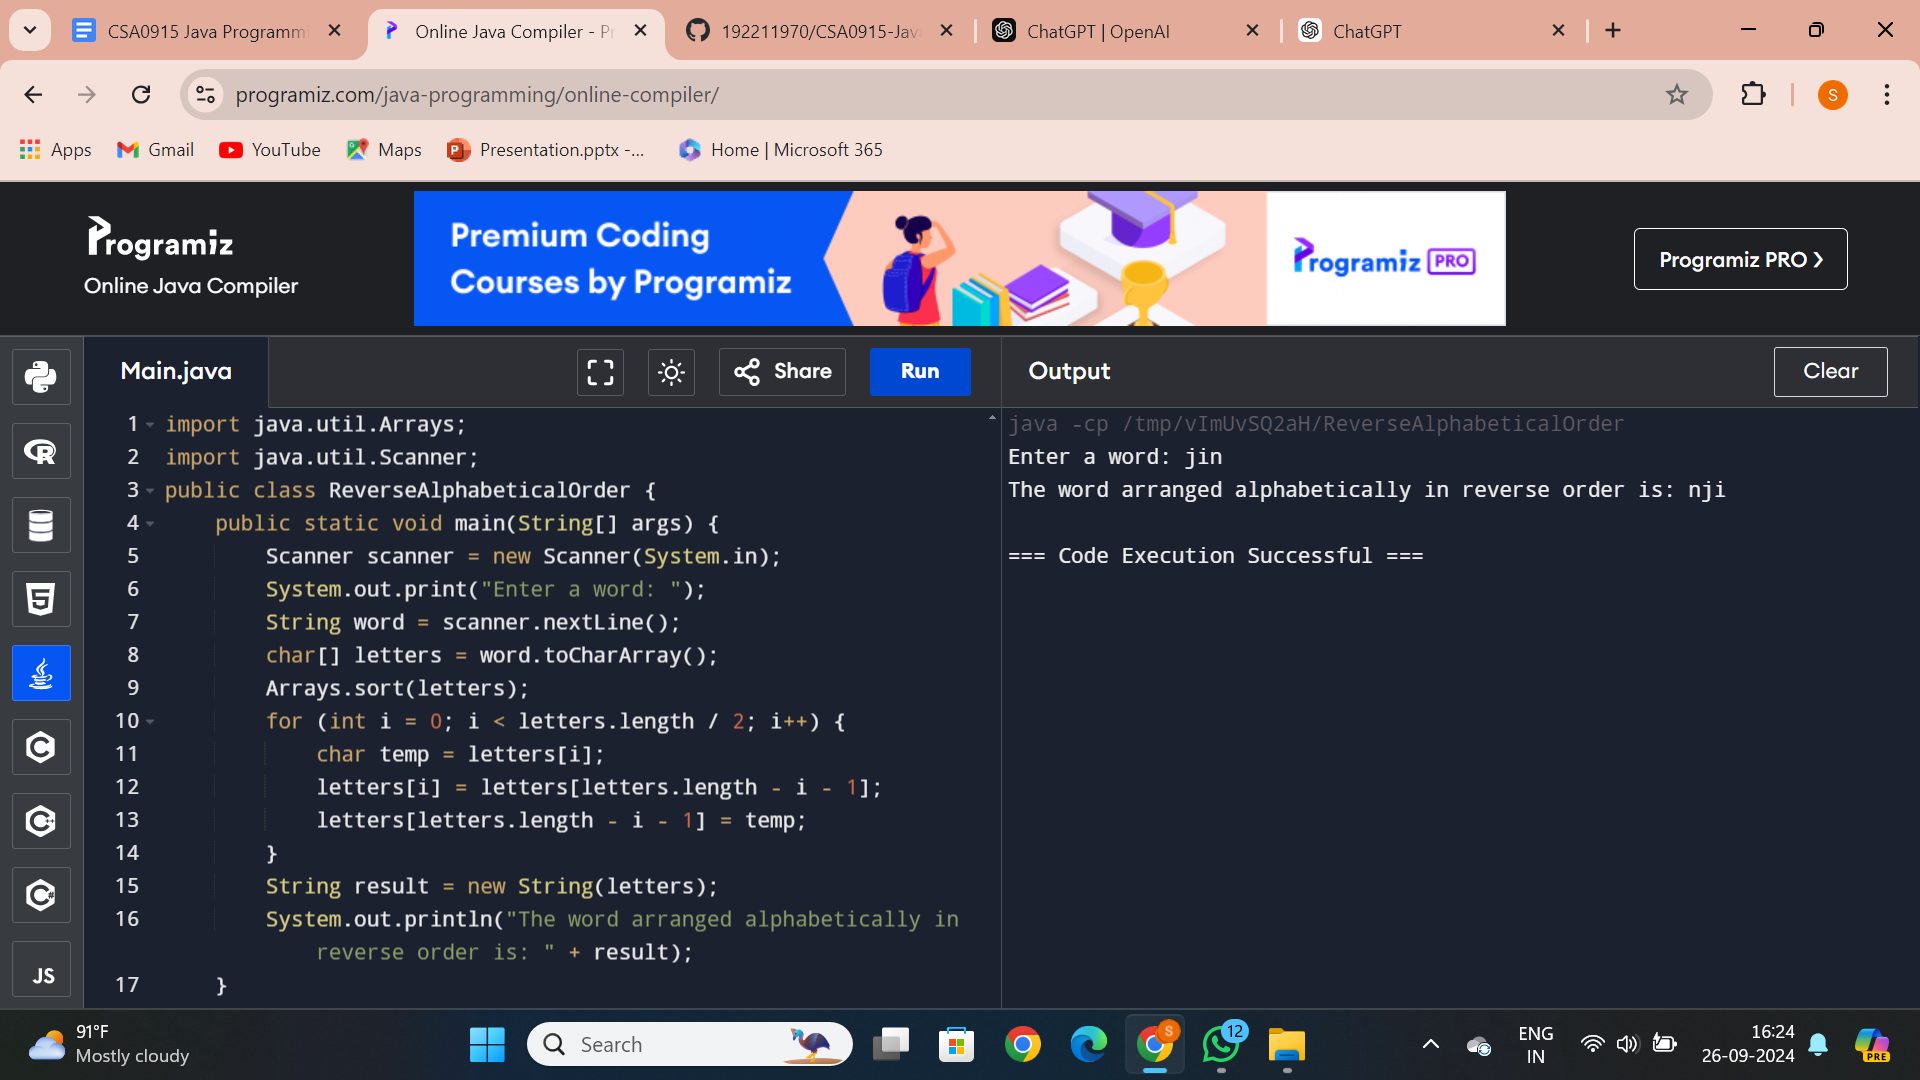 CSA0915 Java Programmi
Online Java Compiler - Pr
192211970/CSA0915-Jav
ChatGPT | OpenAI
ChatGPT
programiz.com/java-programming/online-compiler/
S
Apps
Gmail
YouTube
Maps
Presentation.pptx -...
Home | Microsoft 365
Programiz
Online Java Compiler
Premium Coding
Courses by Programiz
Programiz PRO
Programiz PRO ❯
Main.java
Share
Run
Output
Clear
1 import java.util.Arrays;
2 import java.util.Scanner;
3 public class ReverseAlphabeticalOrder {
4 public static void main(String[] args) {
5 Scanner scanner = new Scanner(System.in);
6 System.out.print("Enter a word: ");
7 String word = scanner.nextLine();
8 char[] letters = word.toCharArray();
9 Arrays.sort(letters);
10 for (int i = 0; i < letters.length / 2; i++) {
11 char temp = letters[i];
12 letters[i] = letters[letters.length - i - 1];
13 letters[letters.length - i - 1] = temp;
14 }
15 String result = new String(letters);
16 System.out.println("The word arranged alphabetically in
reverse order is: " + result);
17 }
java -cp /tmp/vImUvSQ2aH/ReverseAlphabeticalOrder
Enter a word: jin
The word arranged alphabetically in reverse order is: nji
=== Code Execution Successful ===
R
5
C
C
C
JS
91°F
Mostly cloudy
Search
S
12
ENG
IN
16:24
26-09-2024
PRE